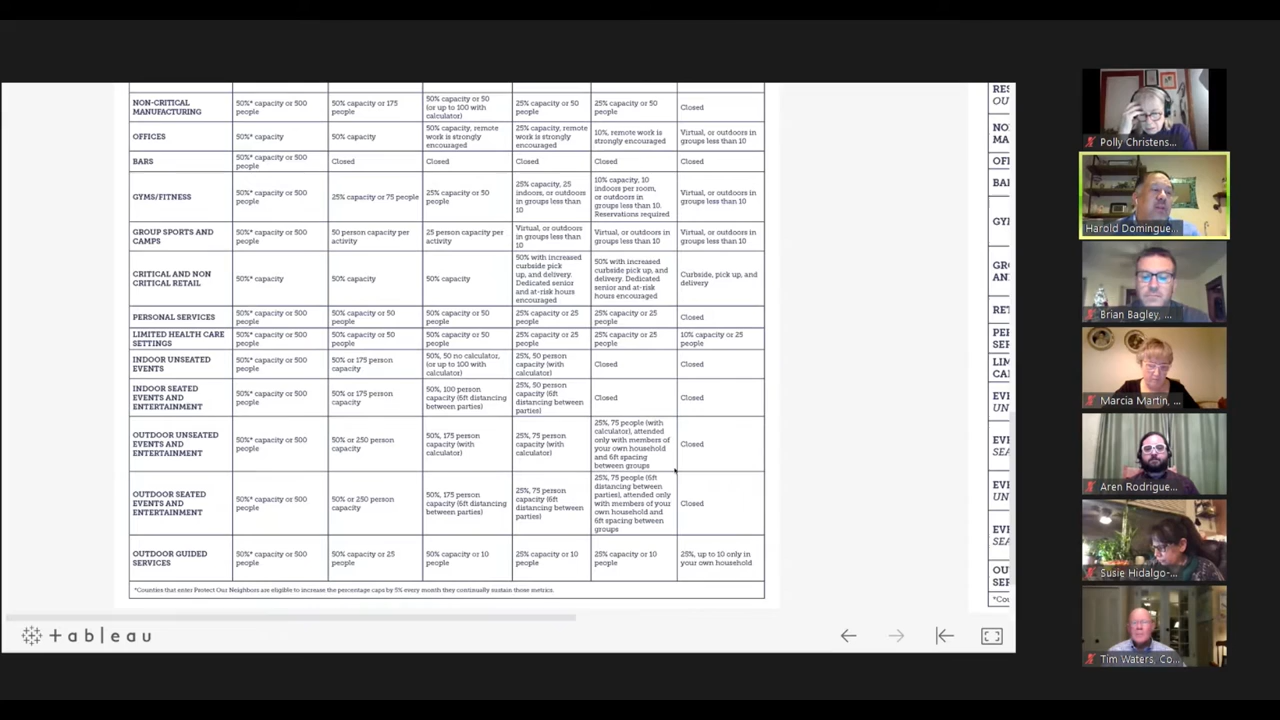 NON-CRITICAL
MANUFACTURING
50%* capacity or 500
people
50% capacity or 175
people
50% capacity or 50
(or up to 100 with
calculator)
25% capacity or 50
people
25% capacity or 50
people
Closed
OFFICES
50%* capacity
50% capacity
50% capacity, remote
work is strongly
encouraged
25% capacity, remote
work is strongly
encouraged
10%, remote work is
strongly encouraged
Virtual, or outdoors in
groups less than 10
BARS
50%* capacity or 500
people
Closed
Closed
Closed
Closed
Closed
GYMS/FITNESS
50%* capacity or 500
people
25% capacity or 75 people
25% capacity or 50
people
25% capacity, 25
indoors, or outdoors
in groups less than
10
10% capacity, 10
indoors per room,
or outdoors in
groups less than 10.
Reservations required
Virtual, or outdoors in
groups less than 10
GROUP SPORTS AND
CAMPS
50%* capacity or 500
people
50 person capacity per
activity
25 person capacity per
activity
Virtual, or outdoors
in groups less than
10
Virtual, or outdoors in
groups less than 10
Virtual, or outdoors in
groups less than 10
CRITICAL AND NON
CRITICAL RETAIL
50%* capacity
50% capacity
50% capacity
50% with increased
curbside pick
up, and delivery.
Dedicated senior
and at-risk hours
encouraged
50% with increased
curbside pick up, and
delivery. Dedicated
senior and at-risk
hours encouraged
Curbside, pick up, and
delivery
PERSONAL SERVICES
50%* capacity or 500
people
50% capacity or 50
people
50% capacity or 50
people
25% capacity or 25
people
25% capacity or 25
people
Closed
LIMITED HEALTH CARE
SETTINGS
50%* capacity or 500
people
50% capacity or 50
people
50% capacity or 50
people
25% capacity or 25
people
25% capacity or 25
people
10% capacity or 25
people
INDOOR UNSEATED
EVENTS
50%* capacity or 500
people
50% or 175 person
capacity
50%, 50 no calculator,
(or up to 100 with
calculator)
25%, 50 person
capacity (with
calculator)
Closed
Closed
INDOOR SEATED
EVENTS AND
ENTERTAINMENT
50%* capacity or 500
people
50% or 175 person
capacity
50%, 100 person
capacity (6ft distancing
between parties)
25%, 50 person
capacity (6ft
distancing between
parties)
Closed
Closed
OUTDOOR UNSEATED
EVENTS AND
ENTERTAINMENT
50%* capacity or 500
people
50% or 250 person
capacity
50%, 175 person
capacity (with
calculator)
25%, 75 person
capacity (with
calculator)
25%, 75 people (with
calculator), attended
only with members of
your own household
and 6ft spacing
between groups
Closed
OUTDOOR SEATED
EVENTS AND
ENTERTAINMENT
50%* capacity or 500
people
50% or 250 person
capacity
50%, 175 person
capacity (6ft distancing
between parties)
25%, 75 person
capacity (6ft
distancing between
parties)
25%, 75 people (6ft
distancing between
parties), attended only
with members of your
own household and
6ft spacing between
groups
Closed
OUTDOOR GUIDED
SERVICES
50%* capacity or 500
people
50% capacity or 25
people
50% capacity or 10
people
25% capacity or 10
people
25% capacity or 10
people
25%, up to 10 only in
your own household
*Counties that enter Protect Our Neighbors are eligible to increase the percentage caps by 5% every month they continually sustain those metrics.
+ a b l e a u
RES
OU
NO
MA
OF
BA
GY
GR
AN
RET
PE
SER
LIM
CA
EV
UN
EV
SEA
EV
UN
EV
SEA
OU
SER
*Cou
Polly Christens...
Harold Domingue...
Brian Bagley, ...
Marcia Martin, ...
Aren Rodrigue...
Susie Hidalgo-...
Tim Waters, Co...